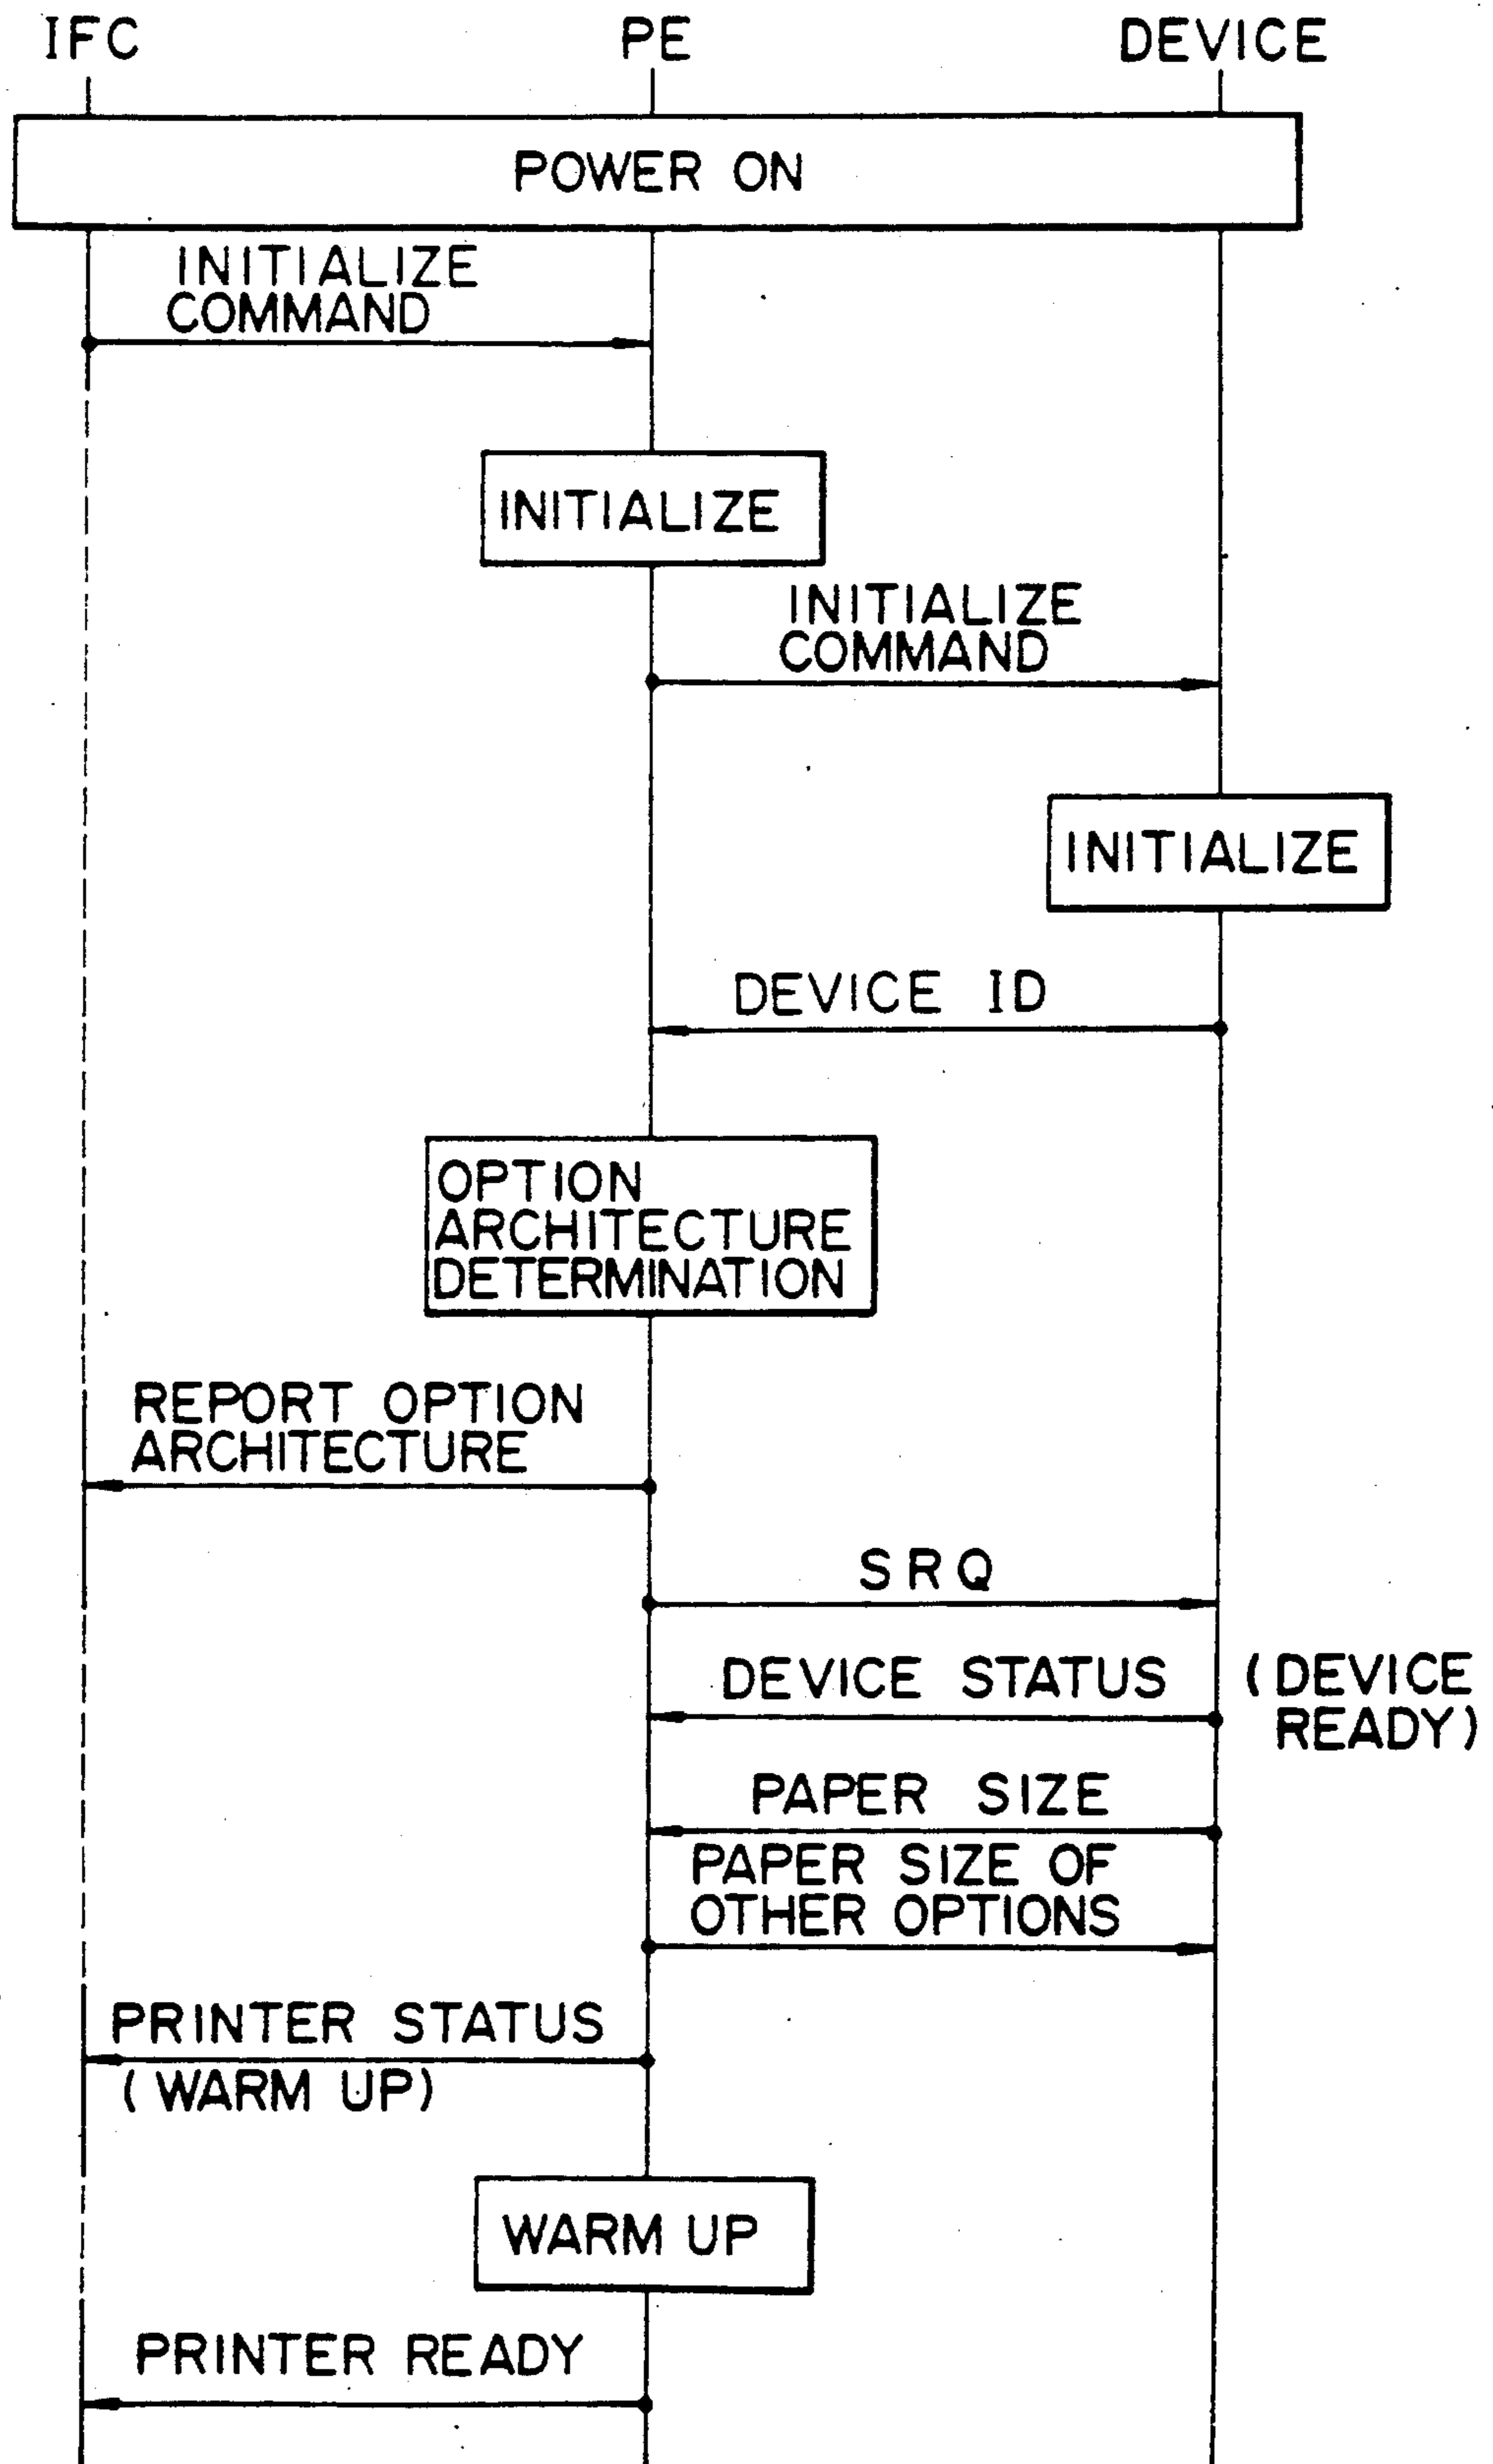 IFC PE DEVICE
POWER ON
INITIALIZE
COMMAND
INITIALIZE
INITIALIZE
COMMAND
INITIALIZE
DEVICE ID
OPTION
ARCHITECTURE
DETERMINATION
REPORT OPTION
ARCHITECTURE
SRQ
DEVICE STATUS (DEVICE
READY)
PAPER SIZE
PAPER SIZE OF
OTHER OPTIONS
PRINTER STATUS
(WARM UP)
WARM UP
PRINTER READY